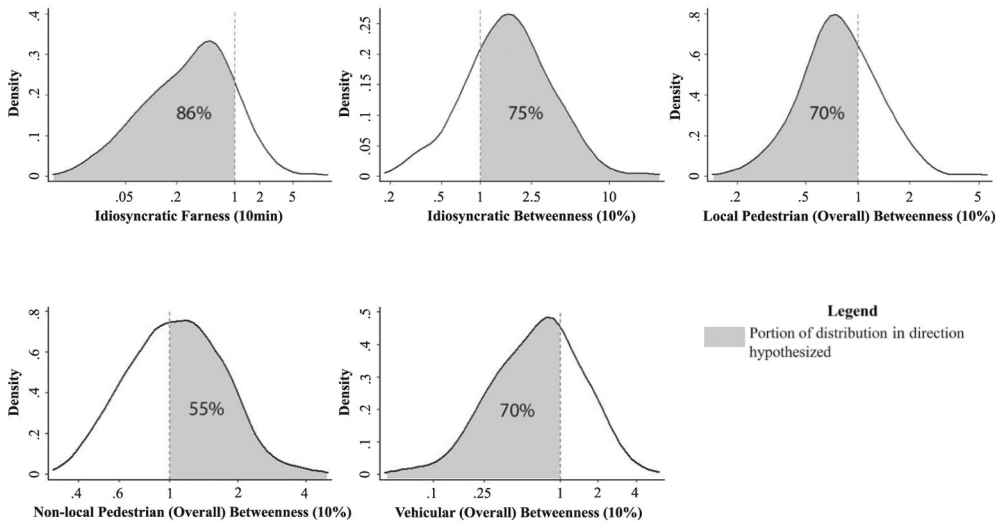 Density
.4
.3
.2
.1
0
86%
.05 .2 1 2 5
Idiosyncratic Farness (10min)
Density
.25
.2
.15
.1
.05
0
75%
.2 .5 1 2.5 10
Idiosyncratic Betweenness (10%)
Density
.8
.6
.4
.2
0
70%
.2 .5 1 2 5
Local Pedestrian (Overall) Betweenness (10%)
Density
.8
.6
.4
.2
0
55%
.4 .6 1 2 4
Non-local Pedestrian (Overall) Betweenness (10%)
Density
.5
.4
.3
.2
.1
0
70%
.1 .25 1 2 4
Vehicular (Overall) Betweenness (10%)
Legend
Portion of distribution in direction
hypothesized